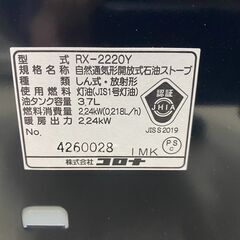 型式 RX-2220Y
規格名称 自然通気形開放式石油ストーブ
種類 しん式・放射形
使用燃料 灯油(JIS1号灯油)
油タンク容量 3.7L
燃料消費量 2.24kW(0.218L/h)
暖房出力 2.24kW
No. 4260028 IMK
株式会社 コロナ
認証
JHIA
JIS S 2019
PS
C